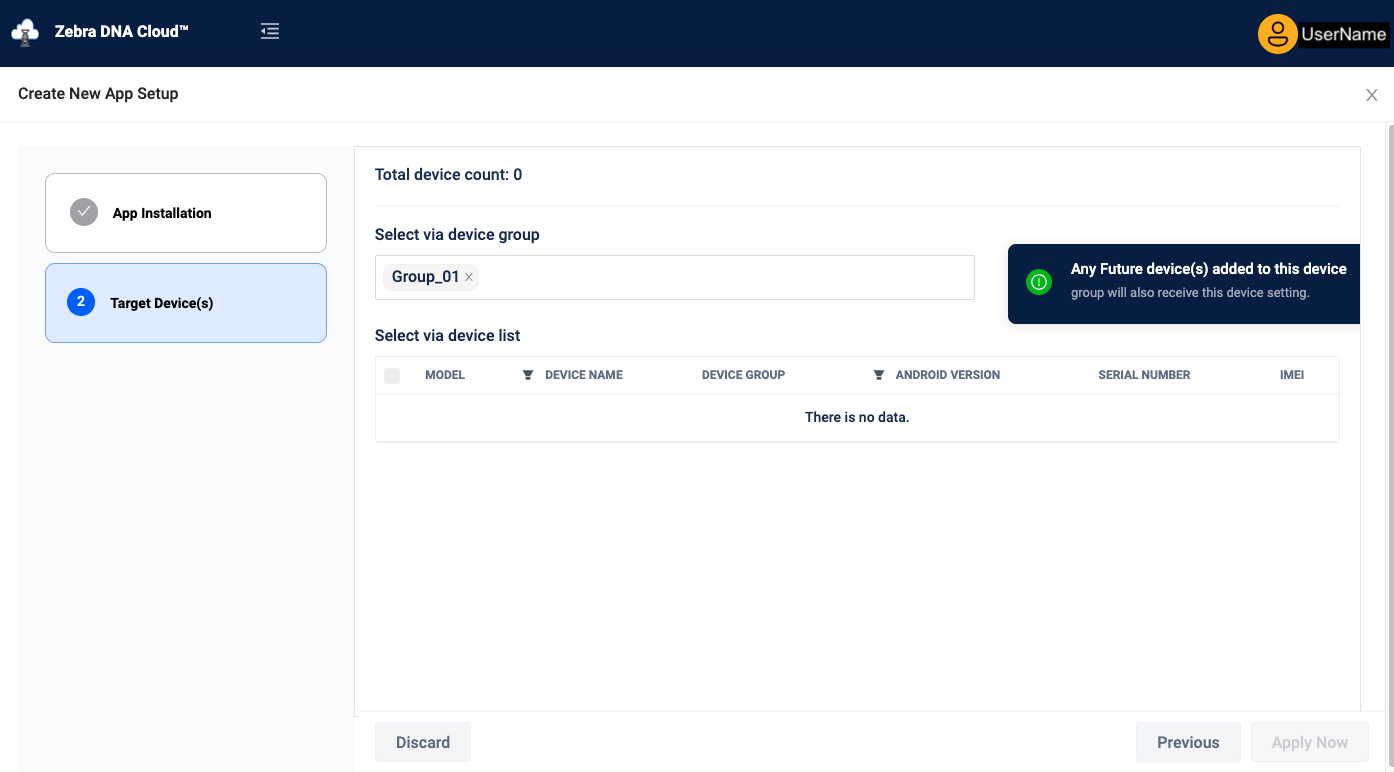 Zebra DNA Cloud™
UserName
Create New App Setup
X
Total device count: 0
App Installation
Select via device group
Group_01 ×
Any Future device(s) added to this device
group will also receive this device setting.
2 Target Device(s)
Select via device list
MODEL DEVICE NAME DEVICE GROUP ANDROID VERSION SERIAL NUMBER IMEI
There is no data.
Discard Previous Apply Now